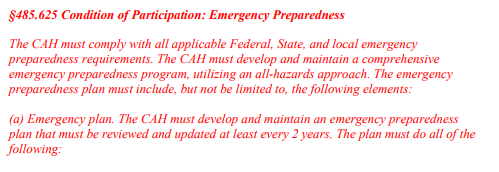 §485.625 Condition of Participation: Emergency Preparedness
The CAH must comply with all applicable Federal, State, and local emergency
preparedness requirements. The CAH must develop and maintain a comprehensive
emergency preparedness program, utilizing an all-hazards approach. The emergency
preparedness plan must include, but not be limited to, the following elements:
(a) Emergency plan. The CAH must develop and maintain an emergency preparedness
plan that must be reviewed and updated at least every 2 years. The plan must do all of the
following: